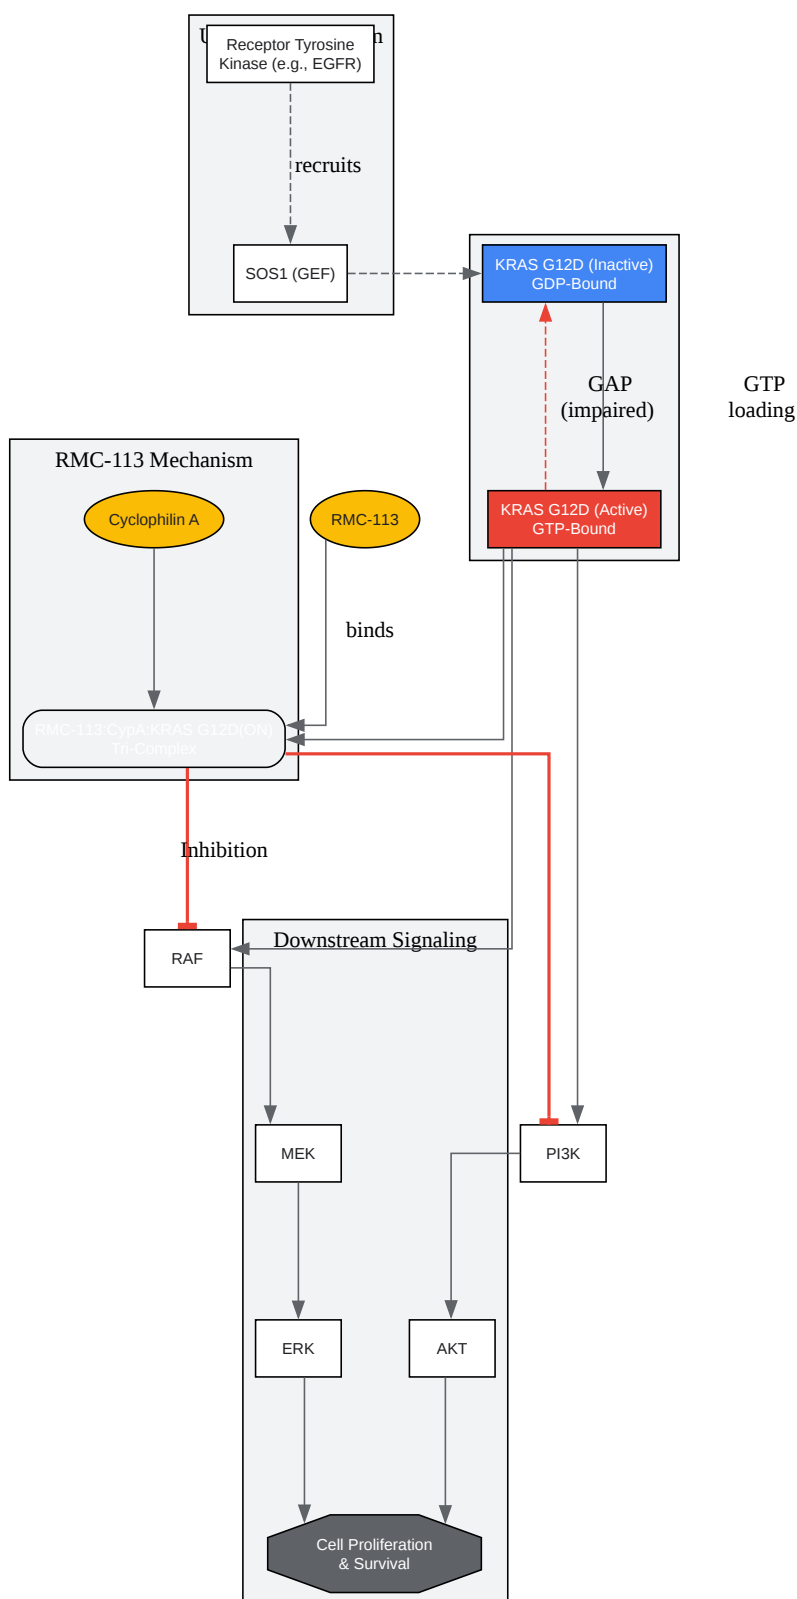 Receptor Tyrosine
Kinase (e.g., EGFR)
recruits
SOS1 (GEF)
KRAS G12D (Inactive)
GDP-Bound
GAP
(impaired)
GTP
loading
KRAS G12D (Active)
GTP-Bound
RMC-113 Mechanism
Cyclophilin A
RMC-113
binds
RMC-113:CypA:KRAS G12D(ON)
Tri-Complex
Inhibition
Downstream Signaling
RAF
MEK
PI3K
ERK
AKT
Cell Proliferation
& Survival